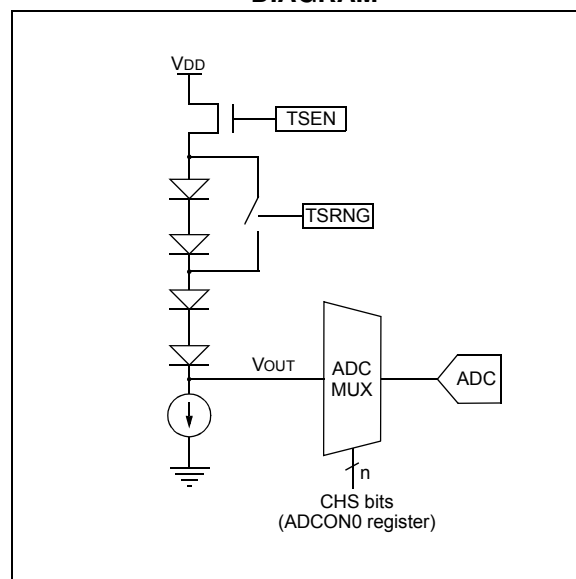 DIAGRAM
VDD
TSEN
TSRNG
VOUT
ADC
MUX
ADC
n
CHS bits
(ADCON0 register)